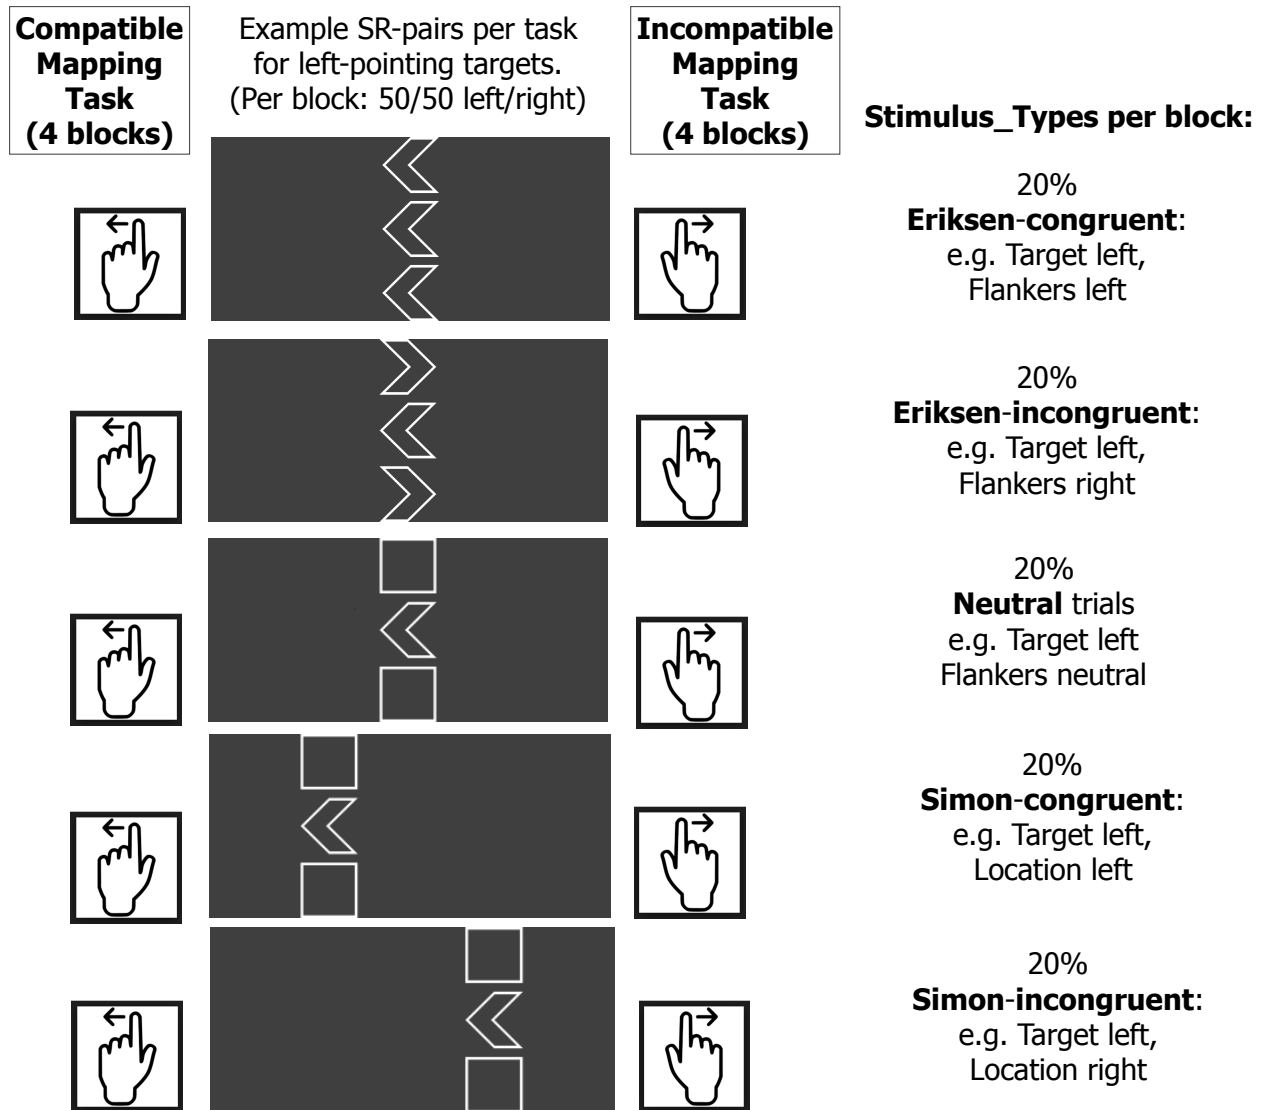 Compatible
Mapping
Task
(4 blocks)
Example SR-pairs per task
for left-pointing targets.
(Per block: 50/50 left/right)
Incompatible
Mapping
Task
(4 blocks)
Stimulus_Types per block:
20%
Eriksen-congruent:
e.g. Target left,
Flankers left
20%
Eriksen-incongruent:
e.g. Target left,
Flankers right
20%
Neutral trials
e.g. Target left
Flankers neutral
20%
Simon-congruent:
e.g. Target left,
Location left
20%
Simon-incongruent:
e.g. Target left,
Location right